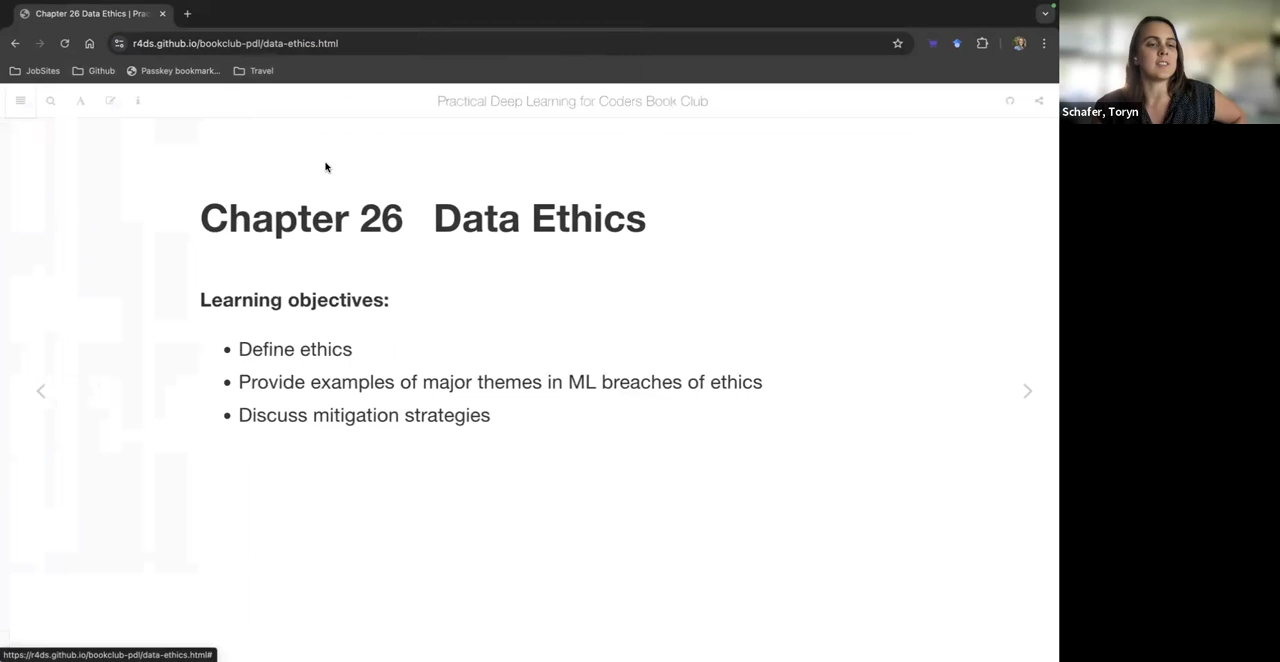 Chapter 26 Data Ethics | Prac
r4ds.github.io/bookclub-pdl/data-ethics.html
JobSites
Github
Passkey bookmark...
Travel
Practical Deep Learning for Coders Book Club
Schafer, Toryn
Chapter 26 Data Ethics
Learning objectives:
• Define ethics
• Provide examples of major themes in ML breaches of ethics
• Discuss mitigation strategies
https://r4ds.github.io/bookclub-pdl/data-ethics.html#